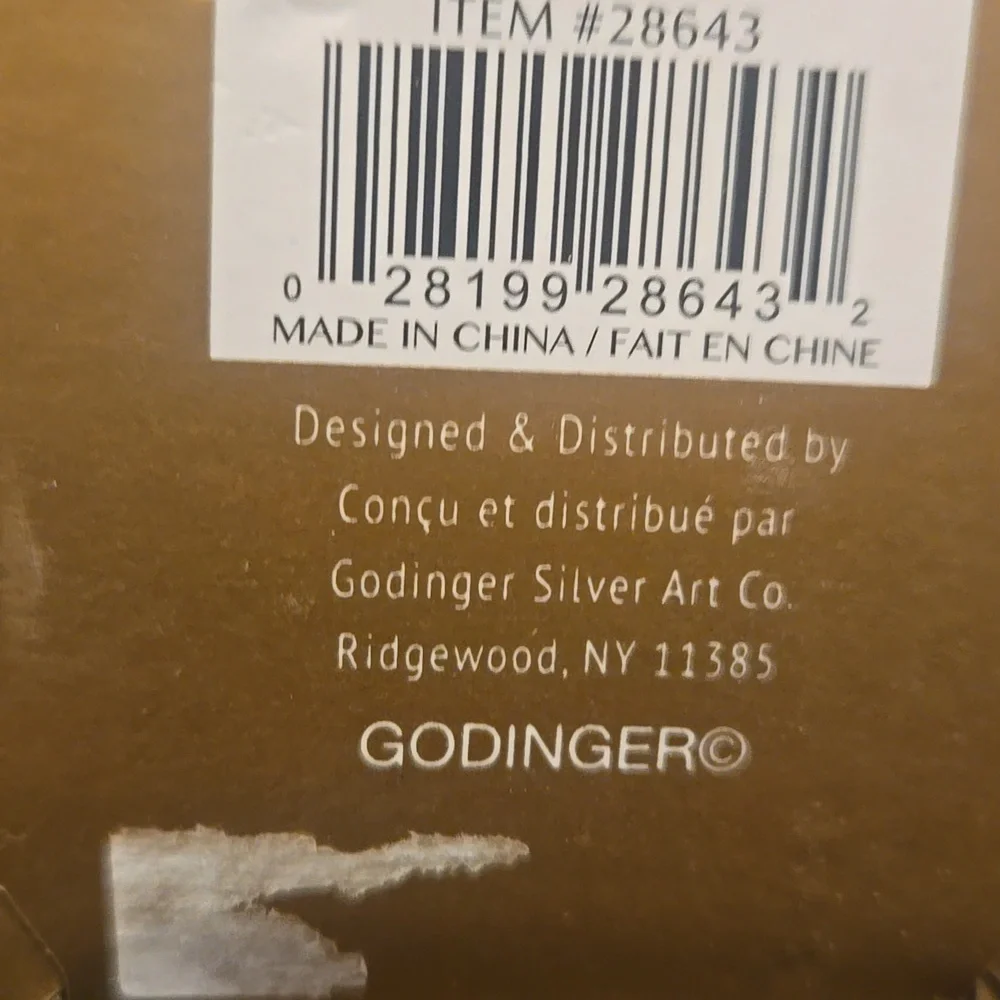 ITEM #28643
0 28199 28643 2
MADE IN CHINA / FAIT EN CHINE
Designed & Distributed by
Conçu et distribué par
Godinger Silver Art Co.
Ridgewood, NY 11385
GODINGER©